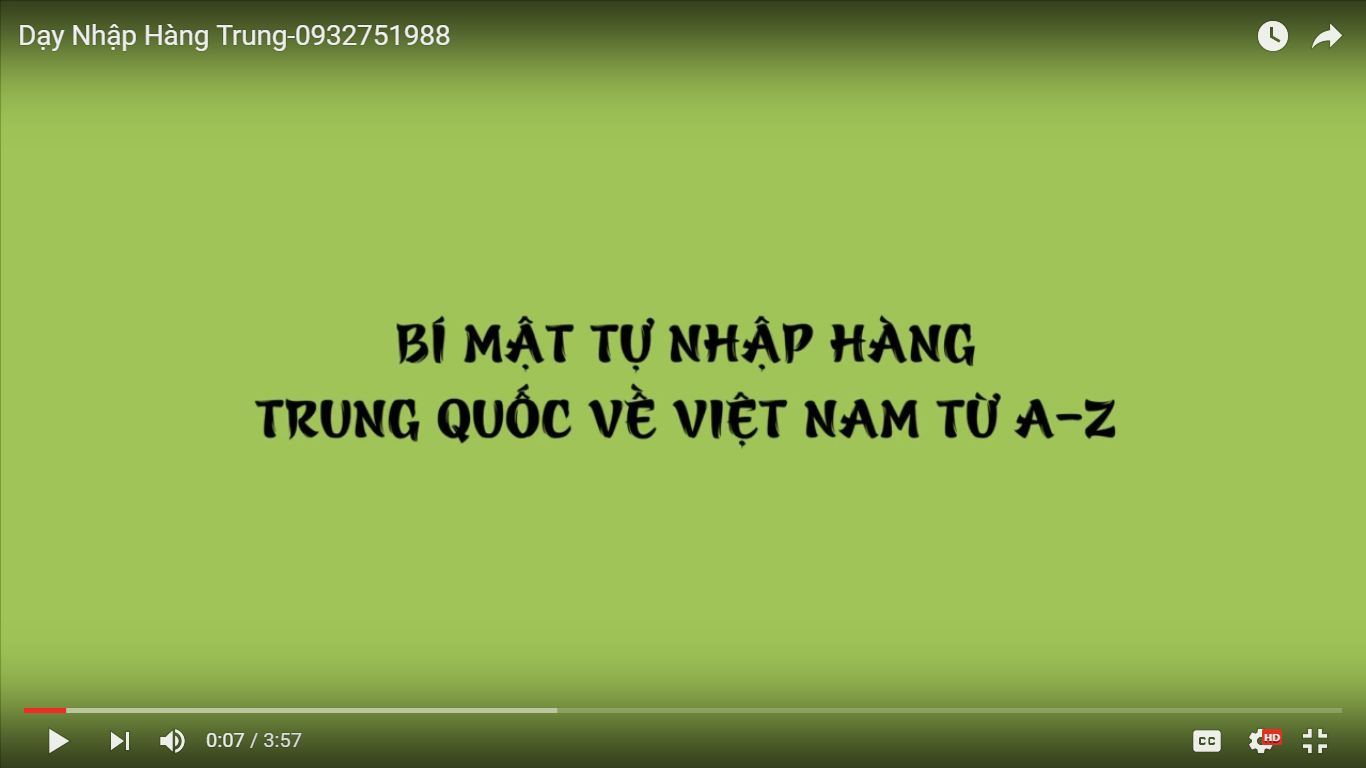 Dạy Nhập Hàng Trung-0932751988
BÍ MẬT TỰ NHẬP HÀNG
TRUNG QUỐC VỀ VIỆT NAM TỪ A-Z
0:07 / 3:57
CC
HD